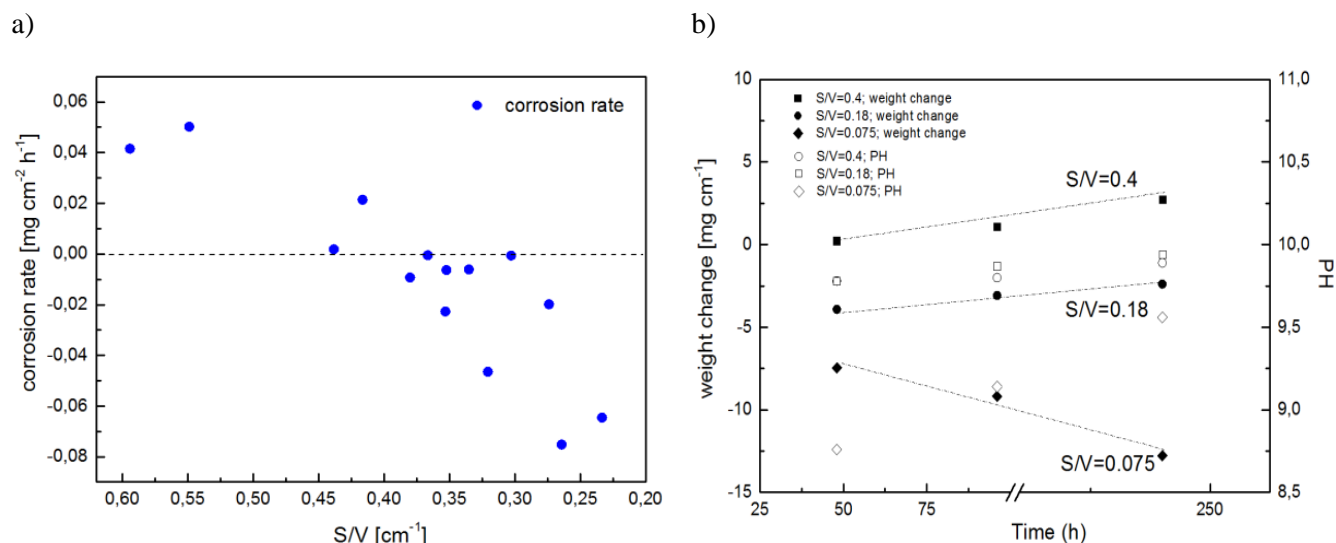 a)
b)
0,06
0,04
0,02
0,00
-0,02
-0,04
-0,06
-0,08
corrosion rate [mg cm-2 h-1]
corrosion rate
0,60 0,55 0,45 0,40 0,35 0,30 0,25 0,20
S/V [cm-1]
10
5
0
-5
-10
-15
weight change [mg cm-1]
S/V=0.4; weight change
S/V=0.18; weight change
S/V=0.075; weight change
S/V=0.4; PH
S/V=0.18; PH
S/V=0.075; PH
S/V=0.4
S/V=0.18
S/V=0.075
11,0
10,5
10,0
9,5
9,0
8,5
PH
25 75 250
Time (h)